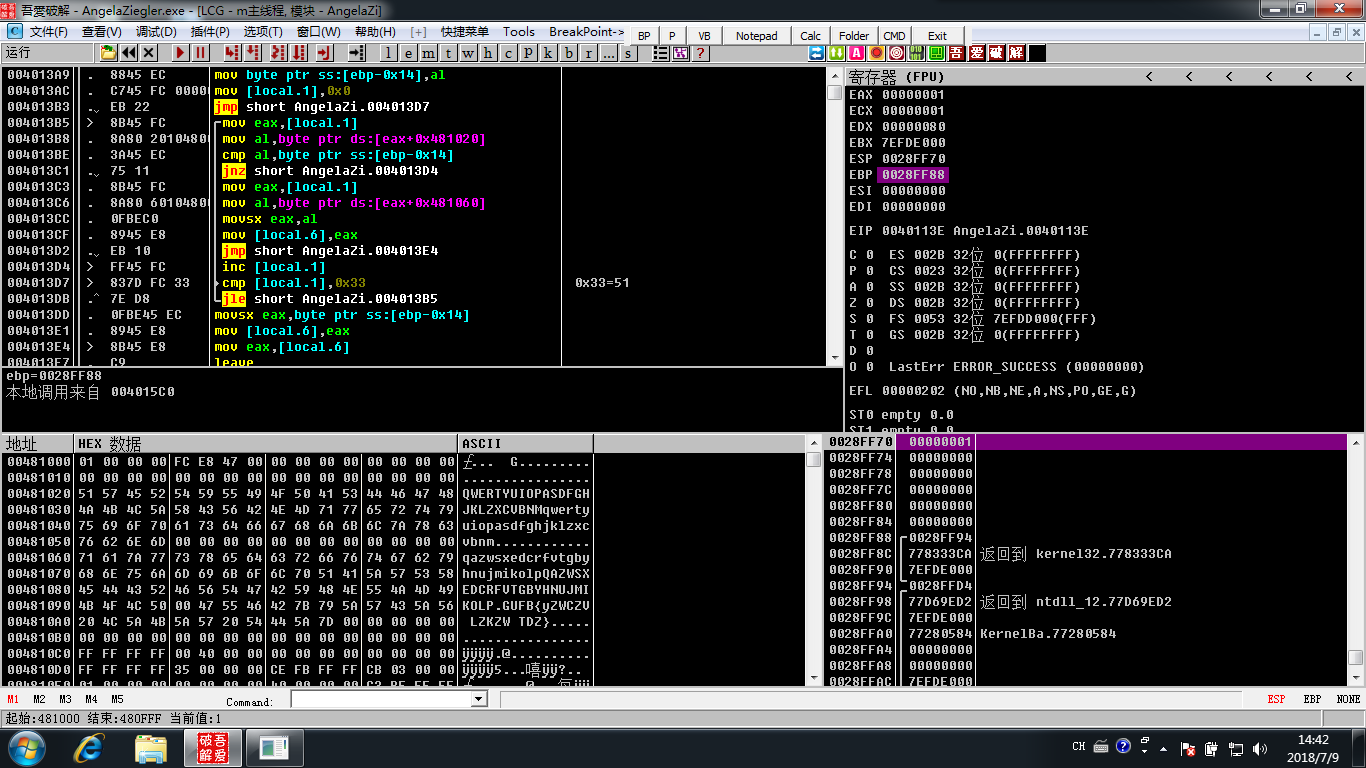 吾愛破解 - AngelaZiegler.exe - [LCG - m主线程, 模块 - AngelaZi]
文件(F) 查看(V) 调试(D) 插件(P) 选项(T) 窗口(W) 帮助(H) [+] 快捷菜单 Tools BreakPoint-> BP P VB Notepad Calc Folder CMD Exit
运行 l e m t w h c p k b r ... s ? 吾 爱 破 解
004013A9 . 8845 EC mov byte ptr ss:[ebp-0x14],al
004013AC . C745 FC 00000 mov [local.1],0x0
004013B3 . EB 22 jmp short AngelaZi.004013D7
004013B5 > 8B45 FC mov eax,[local.1]
004013B8 . 8A80 20104800 mov al,byte ptr ds:[eax+0x481020]
004013BE . 3A45 EC cmp al,byte ptr ss:[ebp-0x14]
004013C1 . 75 11 jnz short AngelaZi.004013D4
004013C3 . 8B45 FC mov eax,[local.1]
004013C6 . 8A80 60104800 mov al,byte ptr ds:[eax+0x481060]
004013CC . 0FBEC0 movsx eax,al
004013CF . 8945 E8 mov [local.6],eax
004013D2 . EB 10 jmp short AngelaZi.004013E4
004013D4 > FF45 FC inc [local.1]
004013D7 > 837D FC 33 cmp [local.1],0x33 0x33=51
004013DB .^ 7E D8 jle short AngelaZi.004013B5
004013DD . 0FBE45 EC movsx eax,byte ptr ss:[ebp-0x14]
004013E1 . 8945 E8 mov [local.6],eax
004013E4 > 8B45 E8 mov eax,[local.6]
004013E7 . C9 leave
ebp=0028FF88
本地调用来自 004015C0
寄存器 (FPU) < < < < < <
EAX 00000001
ECX 00000001
EDX 00000080
EBX 7EFDE000
ESP 0028FF70
EBP 0028FF88
ESI 00000000
EDI 00000000
EIP 0040113E AngelaZi.0040113E
C 0 ES 002B 32位 0(FFFFFFFF)
P 0 CS 0023 32位 0(FFFFFFFF)
A 0 SS 002B 32位 0(FFFFFFFF)
Z 0 DS 002B 32位 0(FFFFFFFF)
S 0 FS 0053 32位 7EFDD000(FFF)
T 0 GS 002B 32位 0(FFFFFFFF)
D 0
O 0 LastErr ERROR_SUCCESS (00000000)
EFL 00000202 (NO,NB,NE,A,NS,PO,GE,G)
ST0 empty 0.0
ST1 empty 0.0
地址 HEX 数据 ASCII
00481000 01 00 00 00 FC E8 47 00 00 00 00 00 00 00 00 00
00481010 00 00 00 00 00 00 00 00 00 00 00 00 00 00 00 00 ................
00481020 51 57 45 52 54 59 55 49 4F 50 41 53 44 46 47 48 QWERTYUIOPASDFGH
00481030 4A 4B 4C 5A 58 43 56 42 4E 4D 71 77 65 72 74 79 JKLZXCVBNMqwerty
00481040 75 69 6F 70 61 73 64 66 67 68 6A 6B 6C 7A 78 63 uiopasdfghjklzxc
00481050 76 62 6E 6D 00 00 00 00 00 00 00 00 00 00 00 00 vbnm............
00481060 71 61 7A 77 73 78 65 64 63 72 66 76 74 67 62 79 qazwsxedcrfvtgby
00481070 68 6E 75 6A 6D 69 6B 6F 6C 70 51 41 5A 57 53 58 hnujmikolpQAZWSX
00481080 45 44 43 52 46 56 54 47 42 59 48 4E 55 4A 4D 49 EDCRFVTGBYHNUJMI
00481090 4B 4F 4C 50 00 47 55 46 42 7B 79 5A 57 43 5A 56 KOLP.GUFB{yZWCZV
004810A0 20 4C 5A 4B 5A 57 20 54 44 5A 7D 00 00 00 00 00 LZKZW TDZ}.....
004810B0 00 00 00 00 00 00 00 00 00 00 00 00 00 00 00 00 ................
004810C0 FF FF FF FF 00 40 00 00 00 00 00 00 00 00 00 00
004810D0 FF FF FF FF 35 00 00 00 CE FB FF FF CB 03 00 00
0028FF70 00000001
0028FF74 00000000
0028FF78 00000000
0028FF7C 00000000
0028FF80 00000000
0028FF84 00000000
0028FF88 0028FF94
0028FF8C 778333CA 返回到 kernel32.778333CA
0028FF90 7EFDE000
0028FF94 0028FFD4
0028FF98 77D69ED2 返回到 ntdll_12.77D69ED2
0028FF9C 7EFDE000
0028FFA0 77280584 KernelBa.77280584
0028FFA4 00000000
0028FFA8 00000000
0028FFAC 7EFDE000
M1 M2 M3 M4 M5 Command: ESP EBP NONE
起始:481000 结束:480FFF 当前值:1
破吾解爱 CH 14:42
2018/7/9